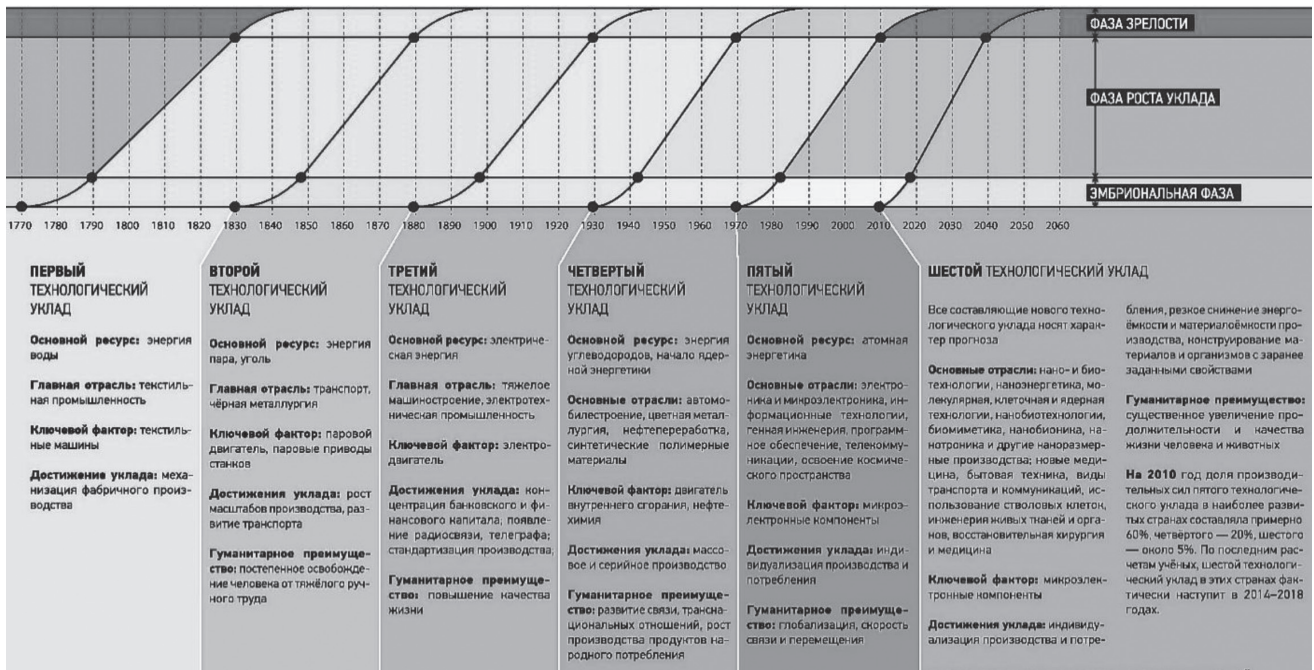 ФАЗА ЗРЕЛОСТИ
ФАЗА РОСТА УКЛАДА
ЭМБРИОНАЛЬНАЯ ФАЗА
1770 1780 1790 1800 1810 1820 1830 1840 1850 1860 1870 1880 1890 1900 1910 1920 1930 1940 1950 1960 1970 1980 1990 2000 2010 2020 2030 2040 2050 2060
ПЕРВЫЙ
ТЕХНОЛОГИЧЕСКИЙ
УКЛАД
Основной ресурс: энергия
воды
Главная отрасль: текстиль-
ная промышленность
Ключевой фактор: текстиль-
ные машины
Достижение уклада: меха-
низация фабричного произ-
водства
ВТОРОЙ
ТЕХНОЛОГИЧЕСКИЙ
УКЛАД
Основной ресурс: энергия
пара, уголь
Главная отрасль: транспорт,
чёрная металлургия
Ключевой фактор: паровой
двигатель, паровые приводы
станков
Достижения уклада: рост
масштабов производства, раз-
витие транспорта
Гуманитарное преимуще-
ство: постепенное освобожде-
ние человека от тяжёлого руч-
ного труда
ТРЕТИЙ
ТЕХНОЛОГИЧЕСКИЙ
УКЛАД
Основной ресурс: электриче-
ская энергия
Главная отрасль: тяжелое
машиностроение, электротех-
ническая промышленность
Ключевой фактор: электро-
двигатель
Достижения уклада: кон-
центрация банковского и фи-
нансового капитала; появле-
ние радиосвязи, телеграфа;
стандартизация производства;
Гуманитарное преимуще-
ство: повышение качества
жизни
ЧЕТВЕРТЫЙ
ТЕХНОЛОГИЧЕСКИЙ
УКЛАД
Основной ресурс: энергия
углеводородов, начало ядер-
ной энергетики
Основные отрасли: автомо-
билестроение, цветная метал-
лургия, нефтепереработка,
синтетические полимерные
материалы
Ключевой фактор: двигатель
внутреннего сгорания, нефте-
химия
Достижения уклада: массо-
вое и серийное производство
Гуманитарное преимуще-
ство: развитие связи, трансна-
циональных отношений, рост
производства продуктов на-
родного потребления
ПЯТЫЙ
ТЕХНОЛОГИЧЕСКИЙ
УКЛАД
Основной ресурс: атомная
энергетика
Основные отрасли: электро-
ника и микроэлектроника, ин-
формационные технологии,
генная инженерия, программ-
ное обеспечение, телекомму-
никации, освоение космиче-
ского пространства
Ключевой фактор: микроэ-
лектронные компоненты
Достижения уклада: инди-
видуализация производства и
потребления
Гуманитарное преимуще-
ство: глобализация, скорость
связи и перемещения
ШЕСТОЙ ТЕХНОЛОГИЧЕСКИЙ УКЛАД
Все составляющие нового техно-
логического уклада носят харак-
тер прогноза
Основные отрасли: нано- и био-
технологии, наноэнергетика, мо-
лекулярная, клеточная и ядерная
технологии, нанобиотехнологии,
биомиметика, нанобионика, на-
нотроника и другие наноразмер-
ные производства; новые меди-
цина, бытовая техника, виды
транспорта и коммуникаций, ис-
пользование стволовых клеток,
инженерия живых тканей и орга-
нов, восстановительная хирургия
и медицина
Ключевой фактор: микроэлек-
тронные компоненты
Достижения уклада: индивиду-
ализация производства и потре-
бления, резкое снижение энерго-
ёмкости и материалоёмкости про-
изводства, конструирование ма-
териалов и организмов с заранее
заданными свойствами
Гуманитарное преимущество:
существенное увеличение про-
должительности и качества
жизни человека и животных
На 2010 год доля производи-
тельных сил пятого технологиче-
ского уклада в наиболее разви-
тых странах составляла примерно
60%, четвёртого — 20%, шестого
— около 5%. По последним рас-
четам учёных, шестой технологи-
ческий уклад в этих странах фак-
тически наступит в 2014–2018
годах.